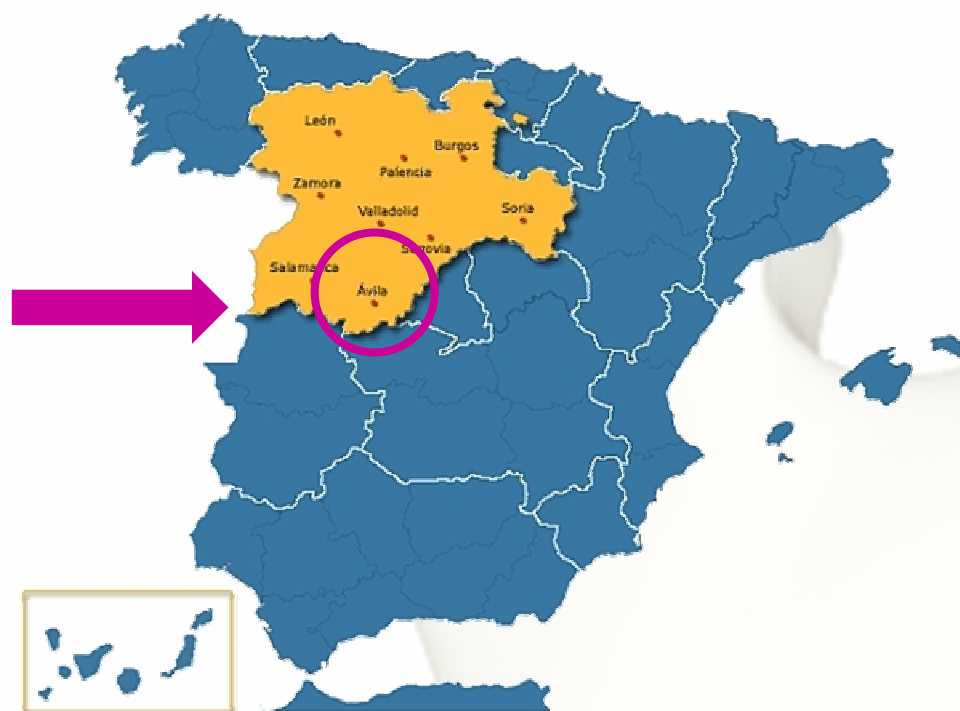 León
Burgos
Palencia
Zamora
Valladolid
Soria
Segovia
Salamanca
Ávila